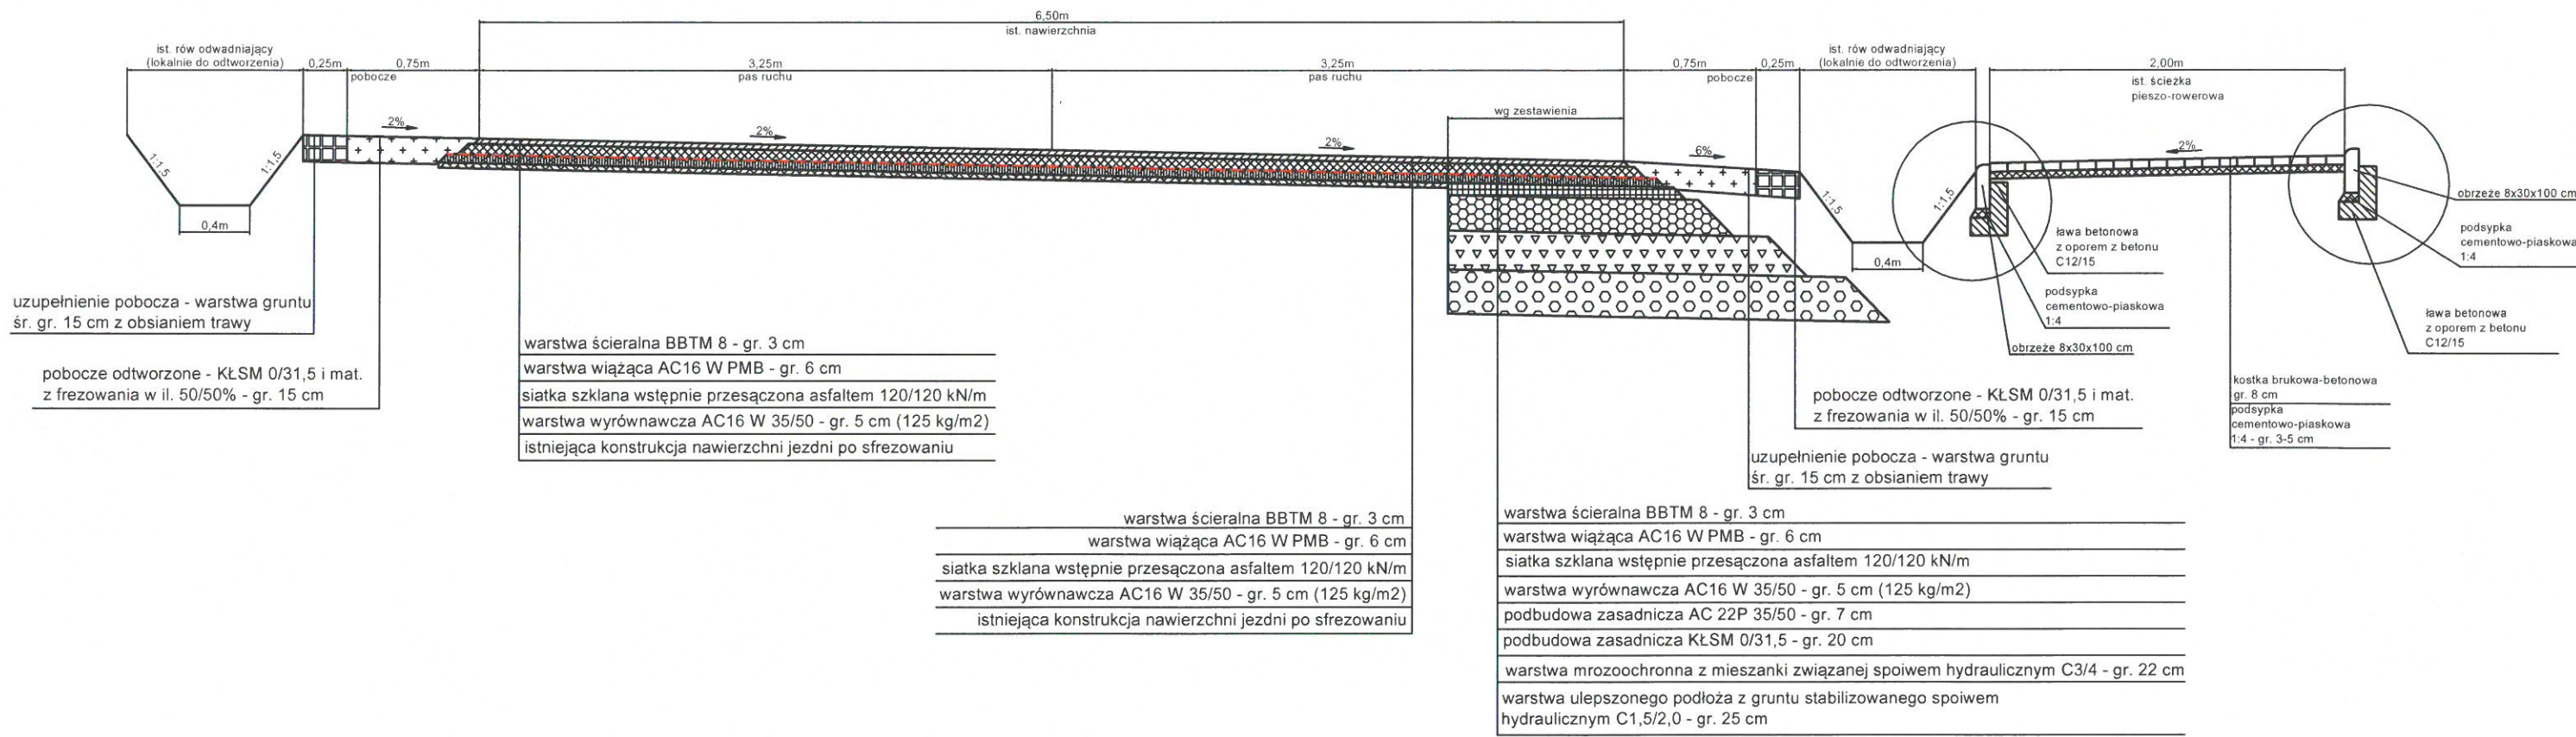 6,50m
ist. nawierzchnia
ist. rów odwadniający
(lokalnie do odtworzenia)
0,25m
0,75m
pobocze
3,25m
pas ruchu
3,25m
pas ruchu
0,75m
0,25m
pobocze
ist. rów odwadniający
(lokalnie do odtworzenia)
2,00m
ist. ścieżka
pieszo-rowerowa
wg zestawienia
2%
2%
2%
6%
2%
1:1,5
1:1,5
0,4m
1:1,5
1:1,5
0,4m
uzupełnienie pobocza - warstwa gruntu
śr. gr. 15 cm z obsianiem trawy
pobocze odtworzone - KŁSM 0/31,5 i mat.
z frezowania w il. 50/50% - gr. 15 cm
warstwa ścieralna BBTM 8 - gr. 3 cm
warstwa wiążąca AC16 W PMB - gr. 6 cm
siatka szklana wstępnie przesączona asfaltem 120/120 kN/m
warstwa wyrównawcza AC16 W 35/50 - gr. 5 cm (125 kg/m2)
istniejąca konstrukcja nawierzchni jezdni po sfrezowaniu
warstwa ścieralna BBTM 8 - gr. 3 cm
warstwa wiążąca AC16 W PMB - gr. 6 cm
siatka szklana wstępnie przesączona asfaltem 120/120 kN/m
warstwa wyrównawcza AC16 W 35/50 - gr. 5 cm (125 kg/m2)
istniejąca konstrukcja nawierzchni jezdni po sfrezowaniu
pobocze odtworzone - KŁSM 0/31,5 i mat.
z frezowania w il. 50/50% - gr. 15 cm
uzupełnienie pobocza - warstwa gruntu
śr. gr. 15 cm z obsianiem trawy
warstwa ścieralna BBTM 8 - gr. 3 cm
warstwa wiążąca AC16 W PMB - gr. 6 cm
siatka szklana wstępnie przesączona asfaltem 120/120 kN/m
warstwa wyrównawcza AC16 W 35/50 - gr. 5 cm (125 kg/m2)
podbudowa zasadnicza AC 22P 35/50 - gr. 7 cm
podbudowa zasadnicza KŁSM 0/31,5 - gr. 20 cm
warstwa mrozoochronna z mieszanki związanej spoiwem hydraulicznym C3/4 - gr. 22 cm
warstwa ulepszonego podłoża z gruntu stabilizowanego spoiwem
hydraulicznym C1,5/2,0 - gr. 25 cm
ława betonowa
z oporem z betonu
C12/15
podsypka
cementowo-piaskowa
1:4
obrzeże 8x30x100 cm
kostka brukowa-betonowa
gr. 8 cm
podsypka
cementowo-piaskowa
1:4 - gr. 3-5 cm
obrzeże 8x30x100 cm
podsypka
cementowo-piaskowa
1:4
ława betonowa
z oporem z betonu
C12/15